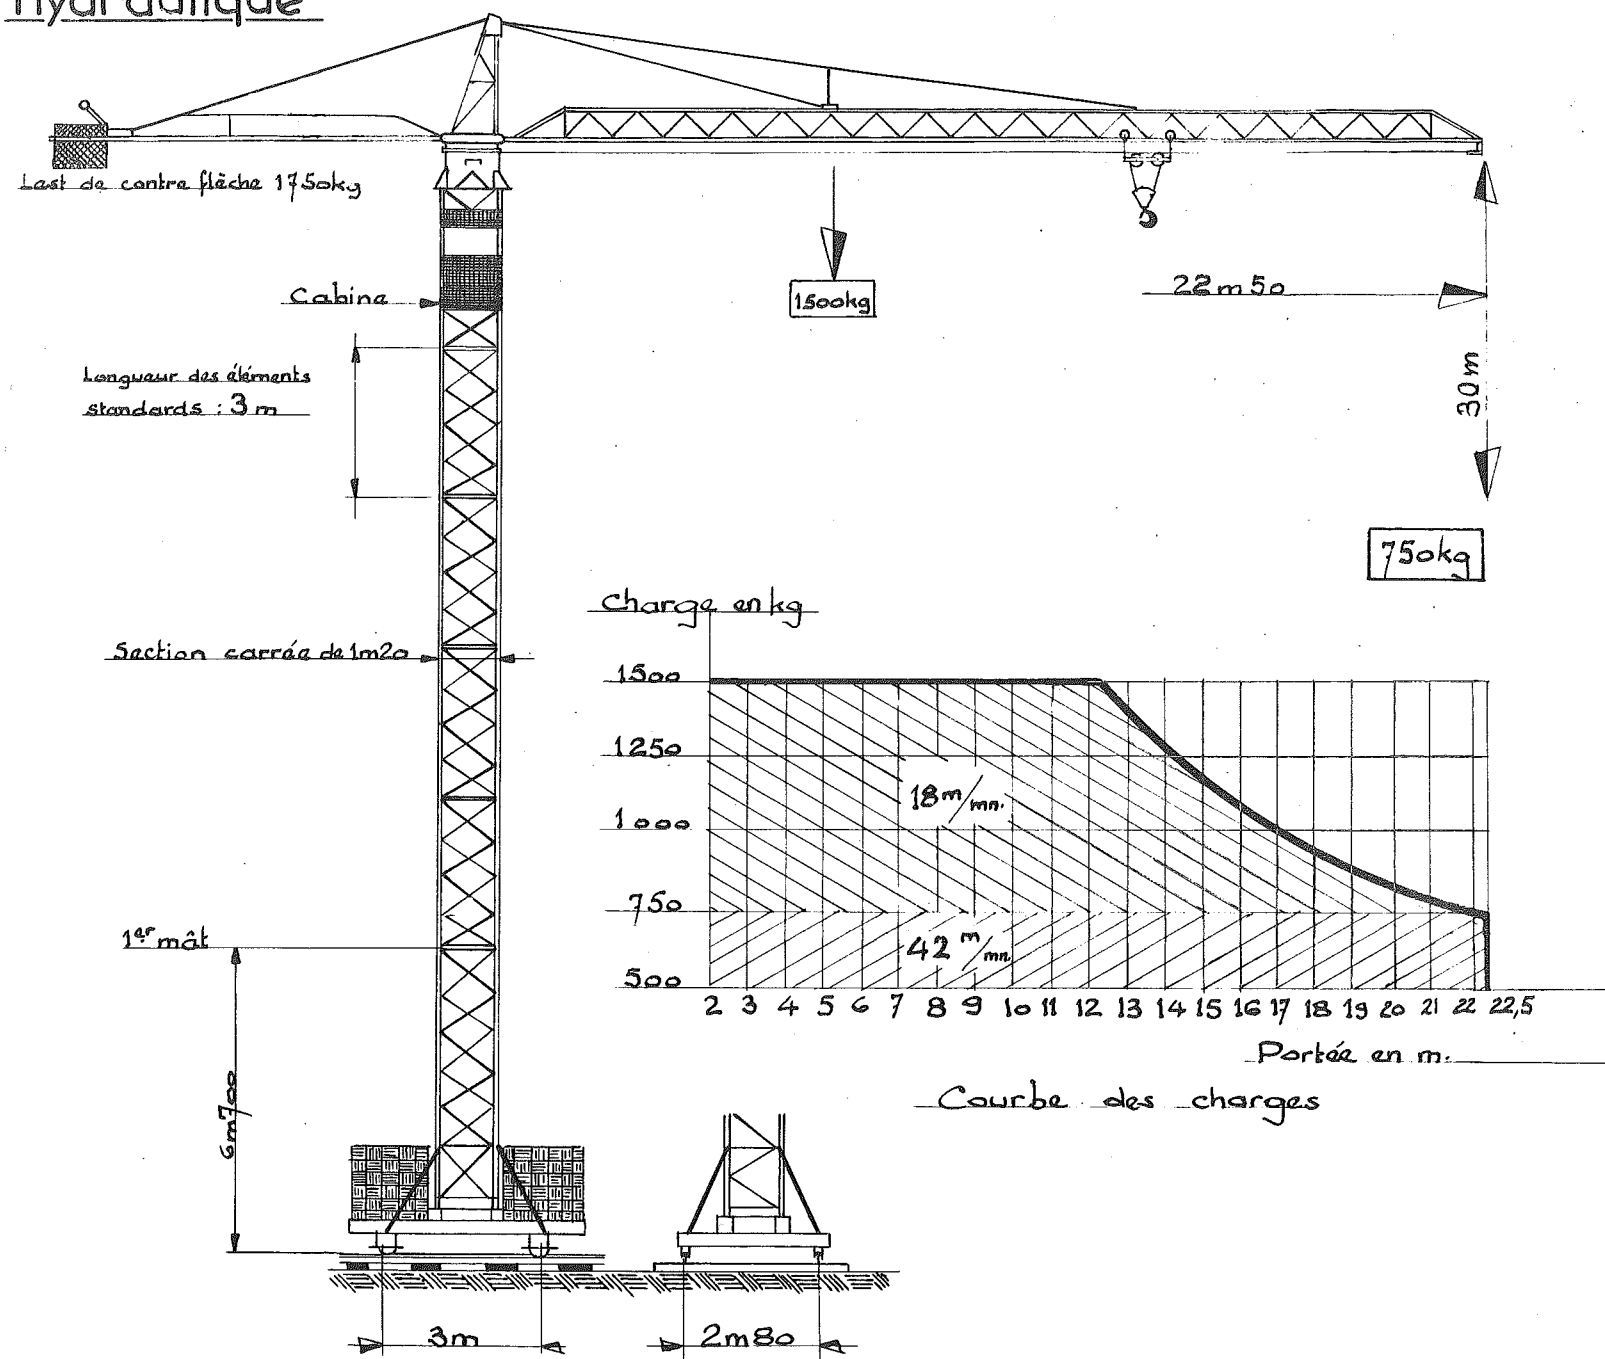 Hydraulique
Lest de contre flèche 1750kg
Cabine
1500kg
22m50
Longueur des éléments
standards : 3m
30m
750kg
Charge en kg
Section carrée de 1m20
1500
1250
18m/mn.
1000
750
1er mât
42m/mn.
500
2 3 4 5 6 7 8 9 10 11 12 13 14 15 16 17 18 19 20 21 22 22,5
Portée en m.
Courbe des charges
6m700
3m
2m80